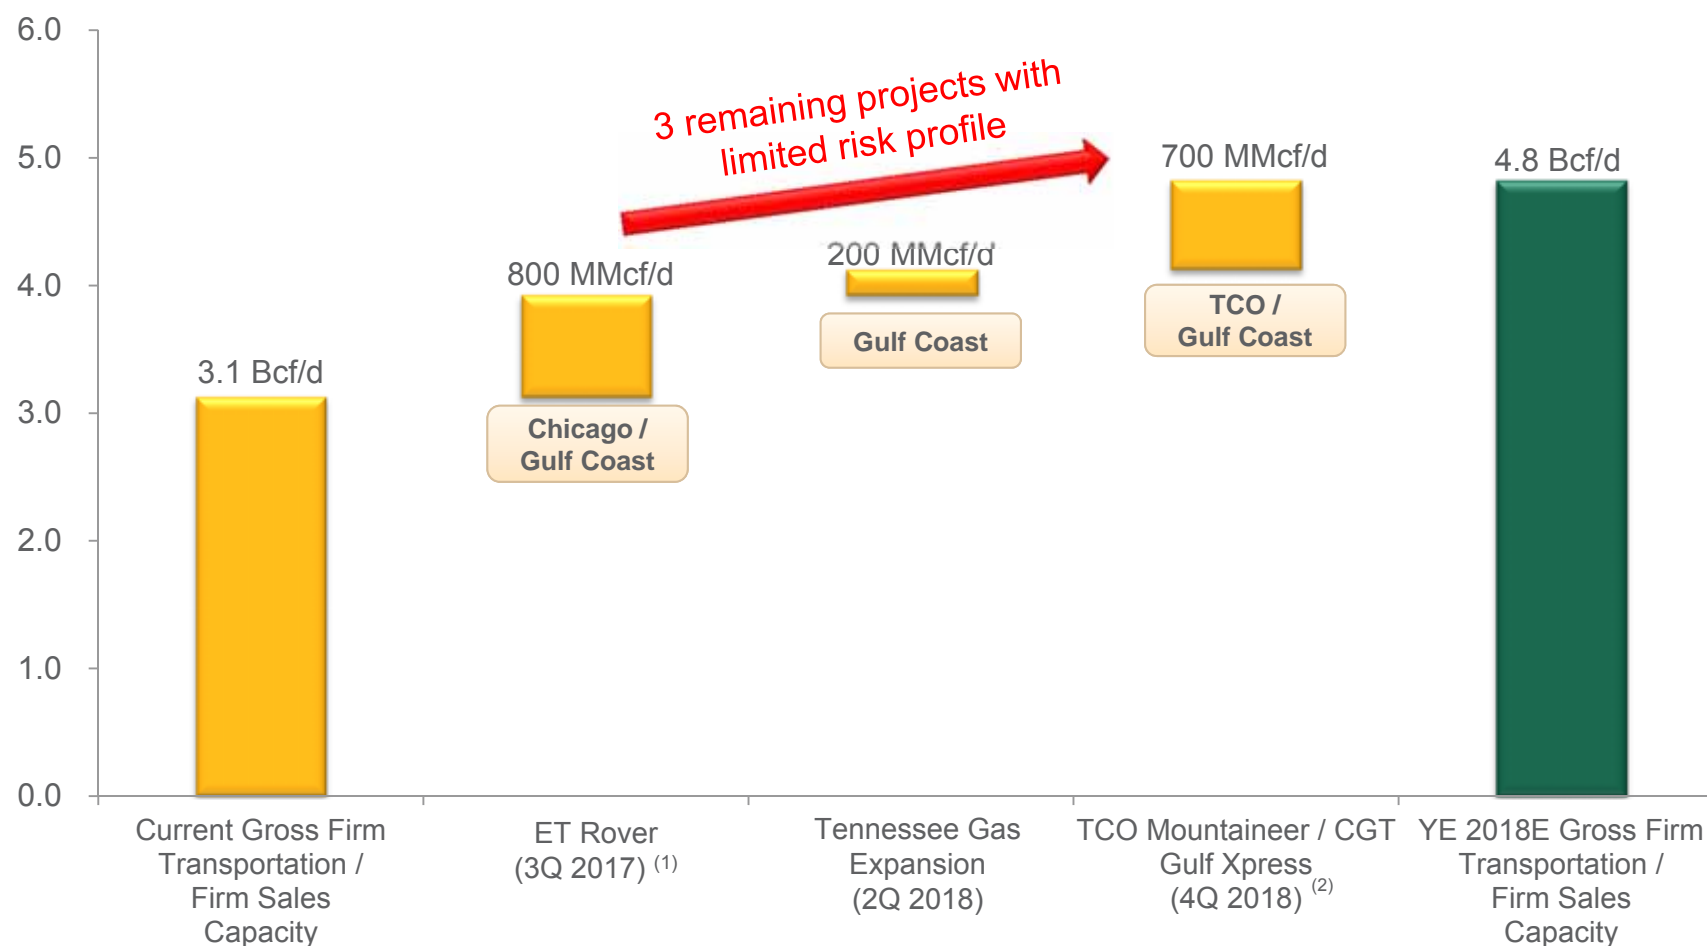 6.0
5.0
4.0
3.0
2.0
1.0
0.0
3 remaining projects with
limited risk profile
3.1 Bcf/d
800 MMcf/d
200 MMcf/d
700 MMcf/d
4.8 Bcf/d
Chicago /
Gulf Coast
Gulf Coast
TCO /
Gulf Coast
Current Gross Firm
Transportation /
Firm Sales
Capacity
ET Rover
(3Q 2017) (1)
Tennessee Gas
Expansion
(2Q 2018)
TCO Mountaineer / CGT
Gulf Xpress
(4Q 2018) (2)
YE 2018E Gross Firm
Transportation /
Firm Sales
Capacity